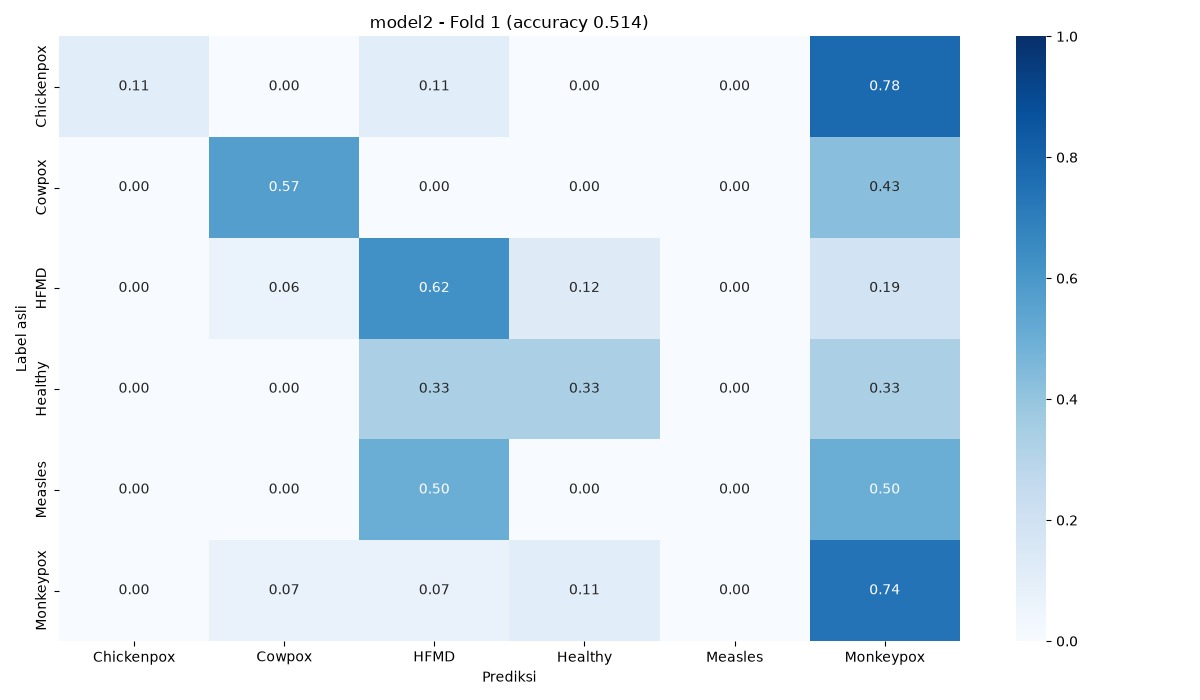 model2 - Fold 1 (accuracy 0.514)
Label asli
Chickenpox 0.11 0.00 0.11 0.00 0.00 0.78
Cowpox 0.00 0.57 0.00 0.00 0.00 0.43
HFMD 0.00 0.06 0.62 0.12 0.00 0.19
Healthy 0.00 0.00 0.33 0.33 0.00 0.33
Measles 0.00 0.00 0.50 0.00 0.00 0.50
Monkeypox 0.00 0.07 0.07 0.11 0.00 0.74
Chickenpox Cowpox HFMD Healthy Measles Monkeypox
Prediksi
1.0
0.8
0.6
0.4
0.2
0.0